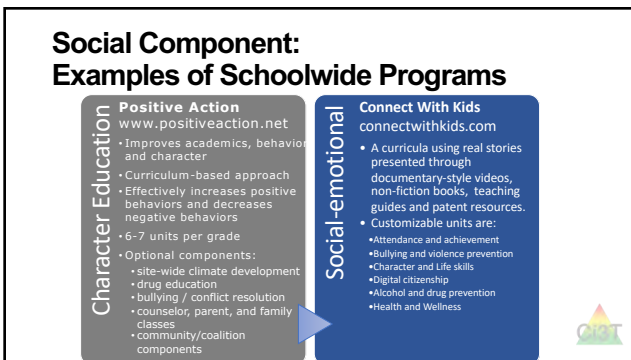 Social Component:
Examples of Schoolwide Programs
Character Education
Positive Action
www.positiveaction.net
•Improves academics, behavior
and character
•Curriculum-based approach
•Effectively increases positive
behaviors and decreases
negative behaviors
•6-7 units per grade
•Optional components:
•site-wide climate development
•drug education
•bullying / conflict resolution
•counselor, parent, and family
classes
•community/coalition
components
Social-emotional
Connect With Kids
connectwithkids.com
• A curricula using real stories
presented through
documentary-style videos,
non-fiction books, teaching
guides and patent resources.
• Customizable units are:
•Attendance and achievement
•Bullying and violence prevention
•Character and Life skills
•Digital citizenship
•Alcohol and drug prevention
•Health and Wellness
CI3T